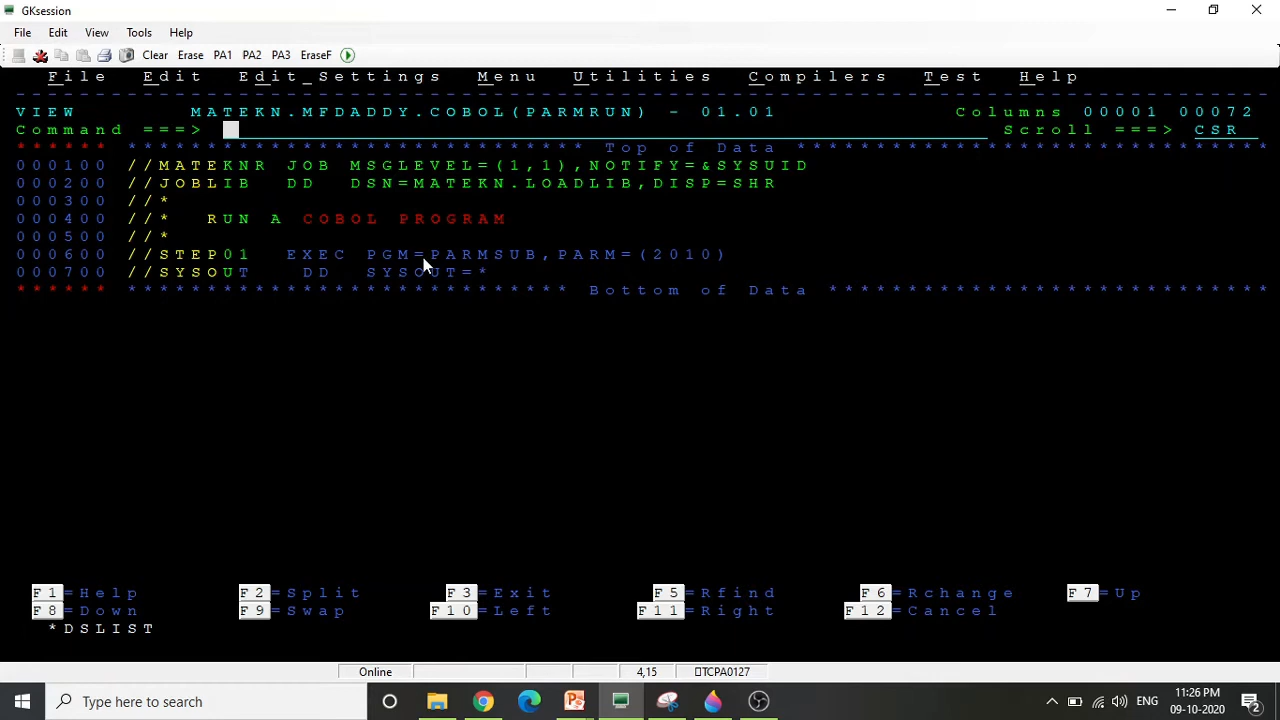 GKsession
File Edit View Tools Help
Clear Erase PA1 PA2 PA3 EraseF
File Edit Edit_Settings Menu Utilities Compilers Test Help
VIEW MATEKN.MFDADDY.COBOL(PARMRUN) - 01.01 Columns 00001 00072
Command ===> Scroll ===> CSR
****** **************************** Top of Data ******************************
000100 //MATEKNR JOB MSGLEVEL=(1,1),NOTIFY=&SYSUID
000200 //JOBLIB DD DSN=MATEKN.LOADLIB,DISP=SHR
000300 //*
000400 //* RUN A COBOL PROGRAM
000500 //*
000600 //STEP01 EXEC PGM=PARMSUB,PARM=(2010)
000700 //SYSOUT DD SYSOUT=*
****** **************************** Bottom of Data ****************************
F1=Help F2=Split F3=Exit F5=Rfind F6=Rchange F7=Up
F8=Down F9=Swap F10=Left F11=Right F12=Cancel
*DSLIST
Online 4,15 TCPA0127
Type here to search ENG 11:26 PM
09-10-2020 2